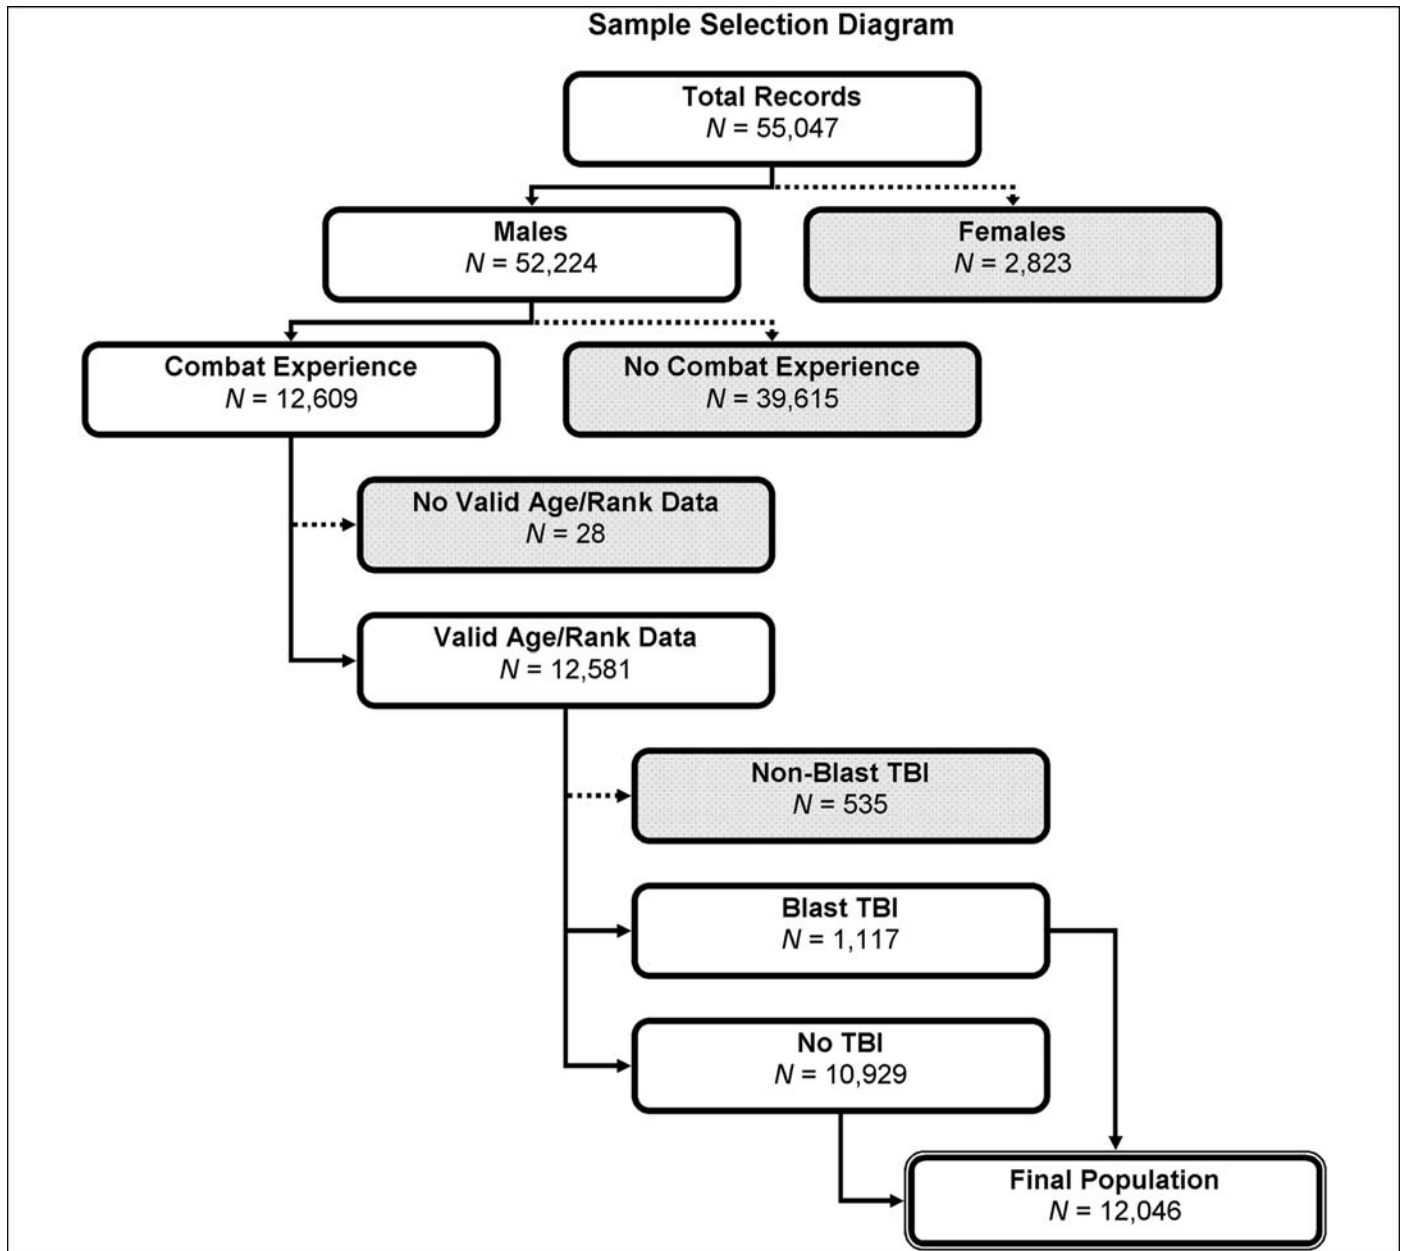 Sample Selection Diagram
Total Records
N = 55,047
Males
N = 52,224
Females
N = 2,823
Combat Experience
N = 12,609
No Combat Experience
N = 39,615
No Valid Age/Rank Data
N = 28
Valid Age/Rank Data
N = 12,581
Non-Blast TBI
N = 535
Blast TBI
N = 1,117
No TBI
N = 10,929
Final Population
N = 12,046